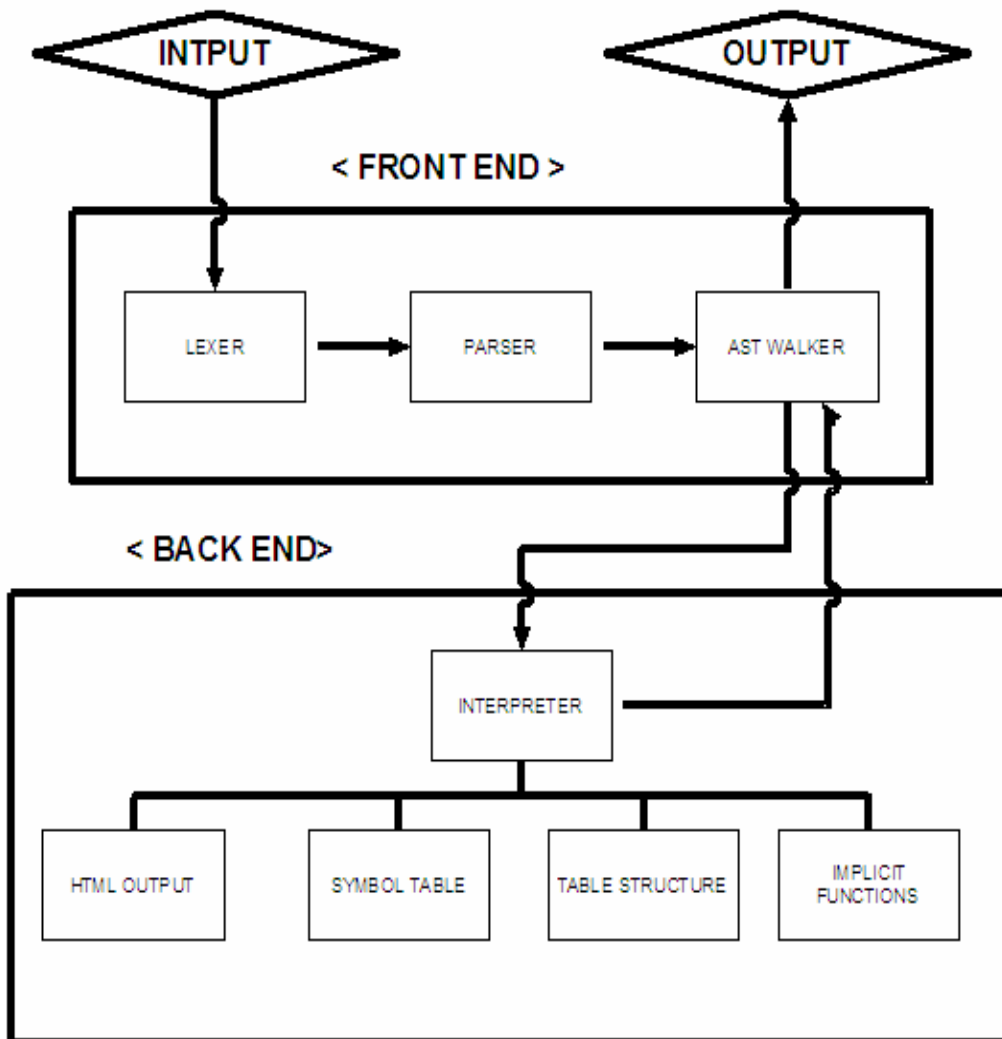 INTPUT
OUTPUT
< FRONT END >
LEXER
PARSER
AST WALKER
< BACK END>
INTERPRETER
HTML OUTPUT
SYMBOL TABLE
TABLE STRUCTURE
IMPLICIT
FUNCTIONS